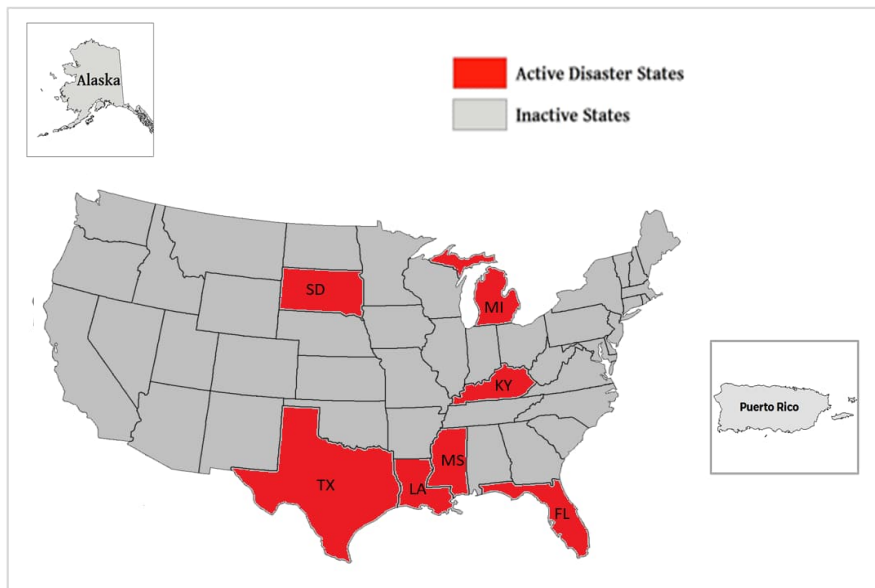 Alaska
Active Disaster States
Inactive States
SD
MI
KY
MS
TX
LA
FL
Puerto Rico